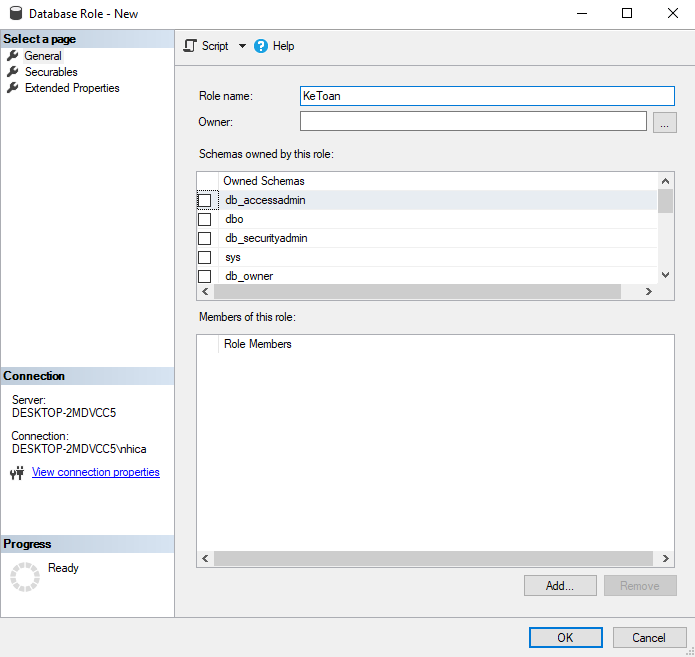 Database Role - New
Select a page
General
Securables
Extended Properties
Script
Help
Role name:
KeToan
Owner:
...
Schemas owned by this role:
Owned Schemas
db_accessadmin
dbo
db_securityadmin
sys
db_owner
Members of this role:
Role Members
Connection
Server:
DESKTOP-2MDVCC5
Connection:
DESKTOP-2MDVCC5\nhica
View connection properties
Progress
Ready
Add...
Remove
OK
Cancel